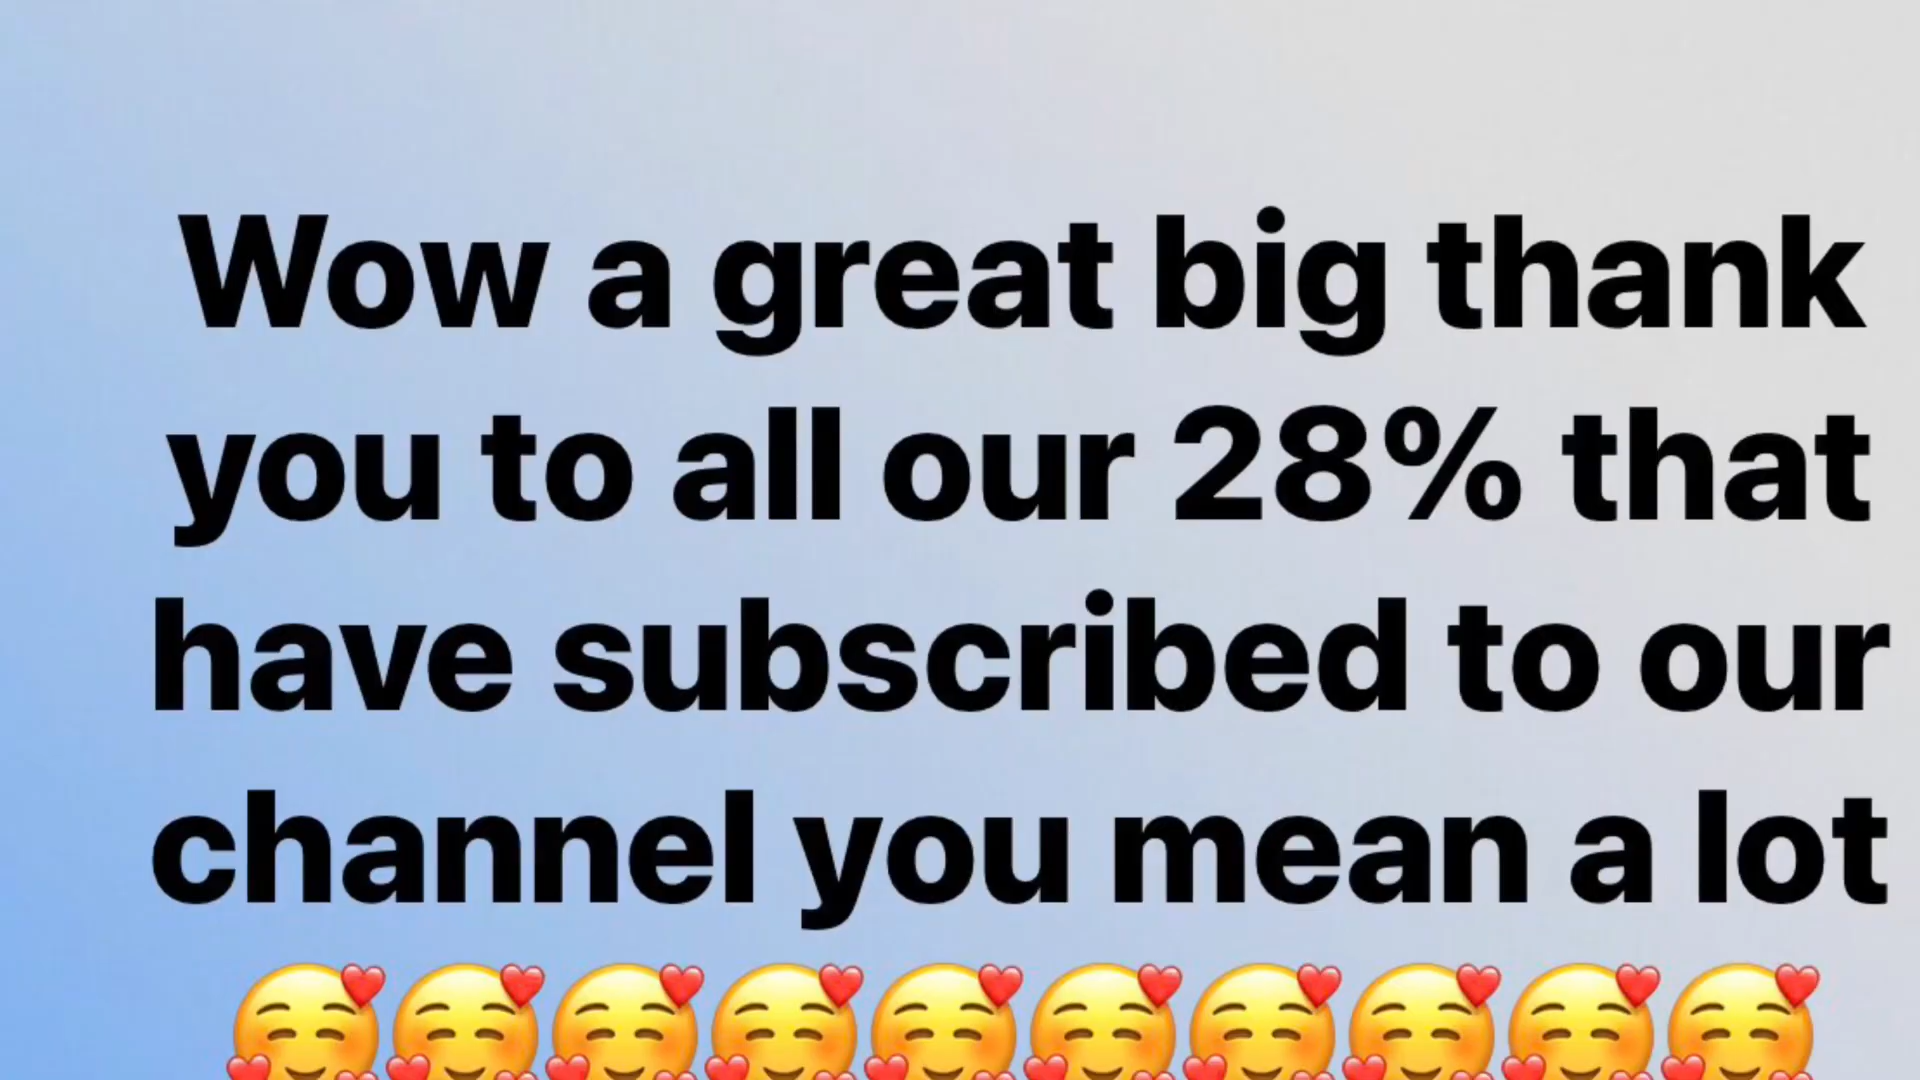 Wow a great big thank
you to all our 28% that
have subscribed to our
channel you mean a lot
🥰🥰🥰🥰🥰🥰🥰🥰🥰🥰